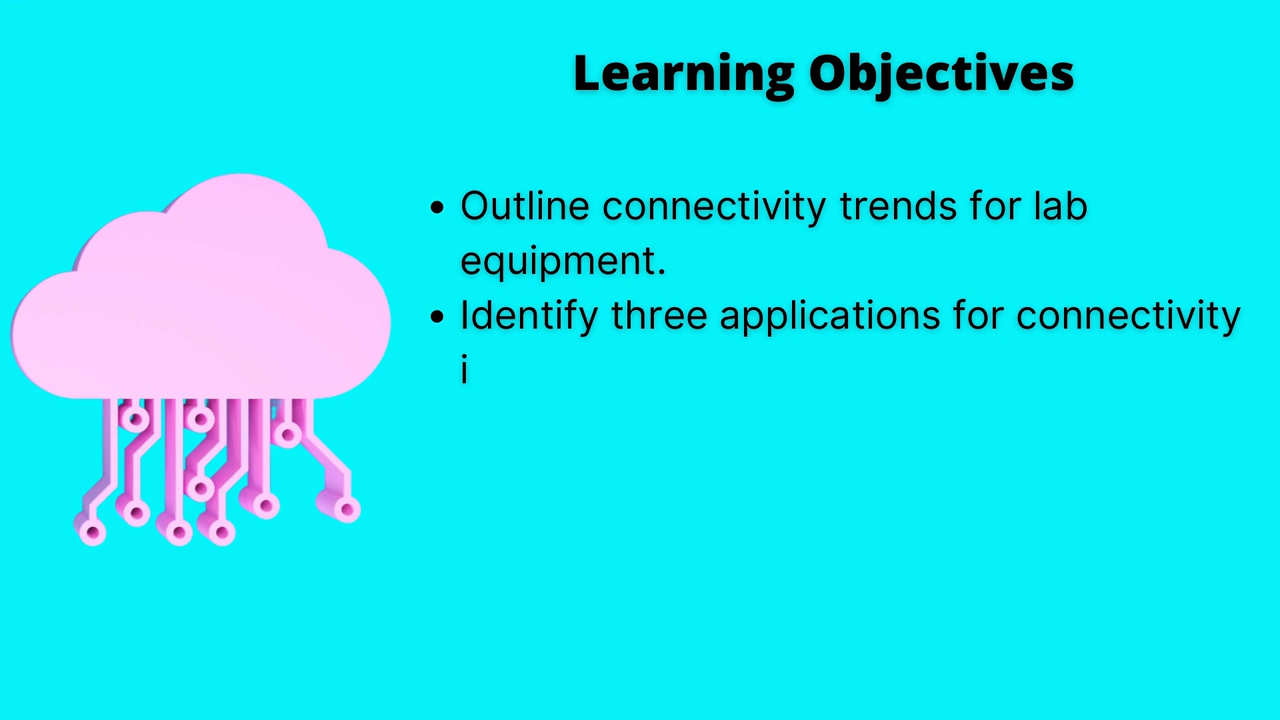 Learning Objectives
• Outline connectivity trends for lab
equipment.
• Identify three applications for connectivity
i